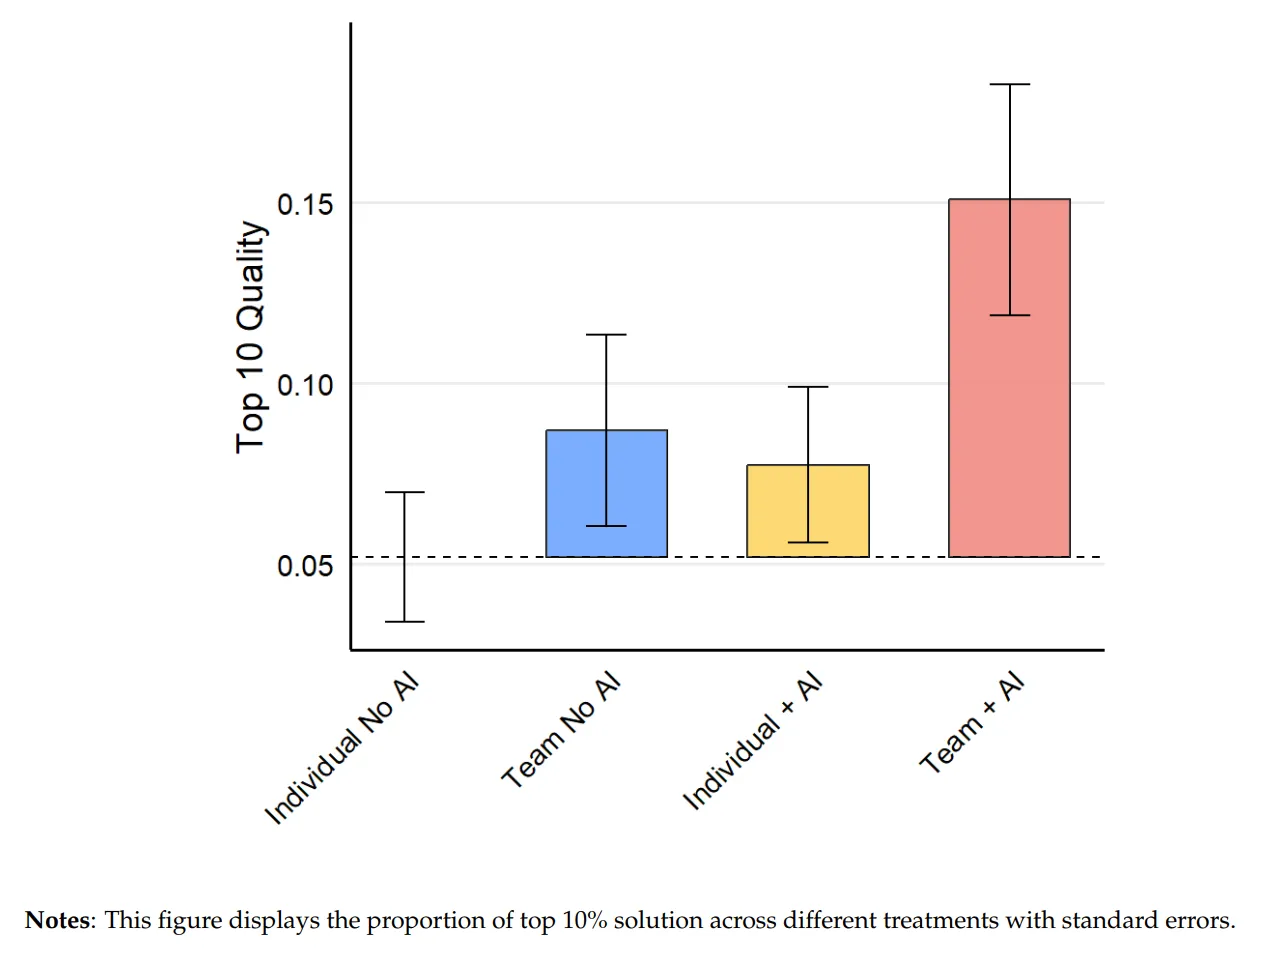 Top 10 Quality
0.15
0.10
0.05
Individual No AI
Team No AI
Individual + AI
Team + AI
Notes: This figure displays the proportion of top 10% solution across different treatments with standard errors.